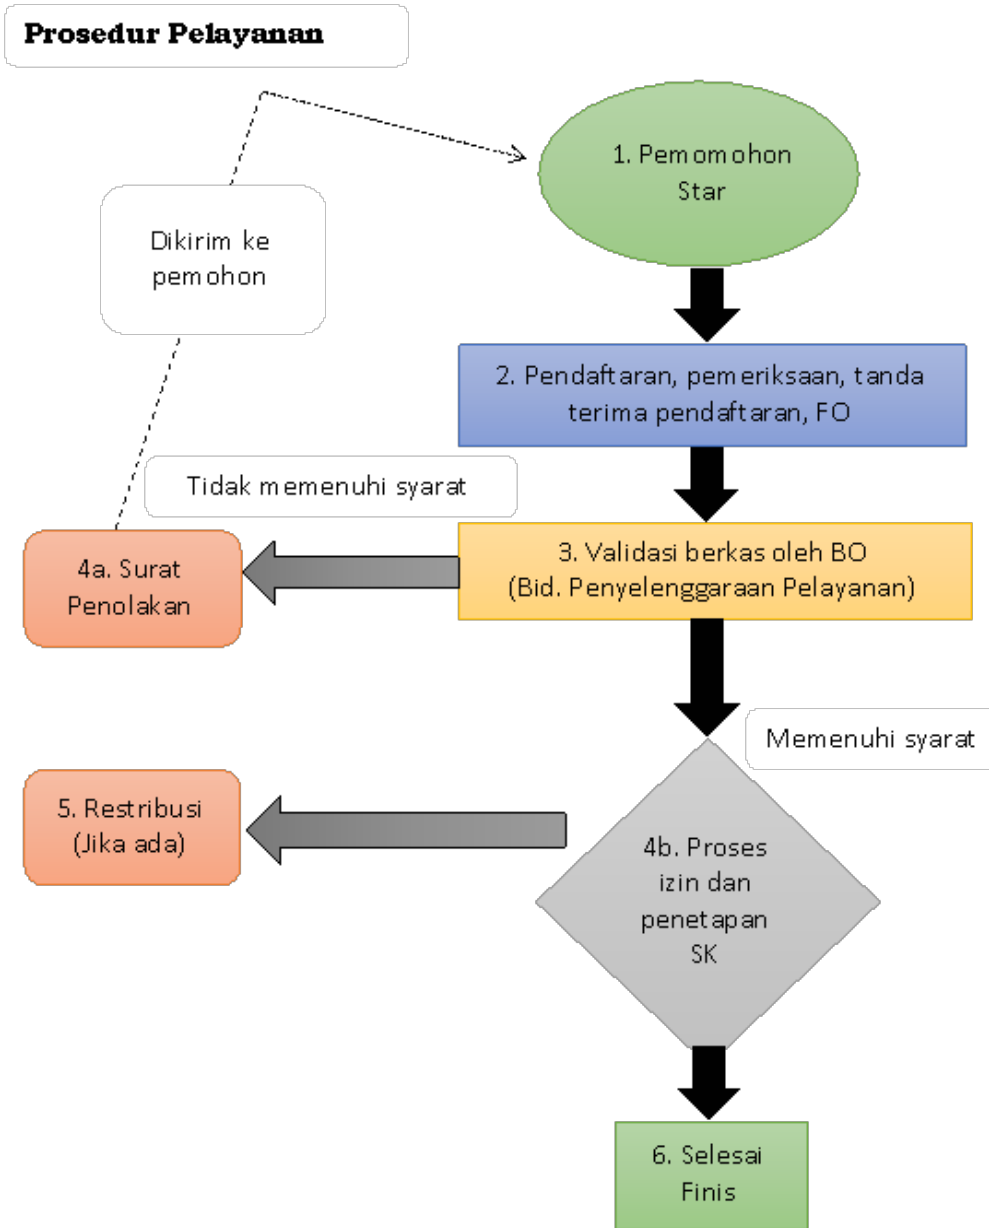 Prosedur Pelayanan
1. Pemomohon
Star
Dikirim ke
pemohon
2. Pendaftaran, pemeriksaan, tanda
terima pendaftaran, FO
Tidak memenuhi syarat
3. Validasi berkas oleh BO
(Bid. Penyelenggaraan Pelayanan)
4a. Surat
Penolakan
Memenuhi syarat
5. Restribusi
(Jika ada)
4b. Proses
izin dan
penetapan
SK
6. Selesai
Finis